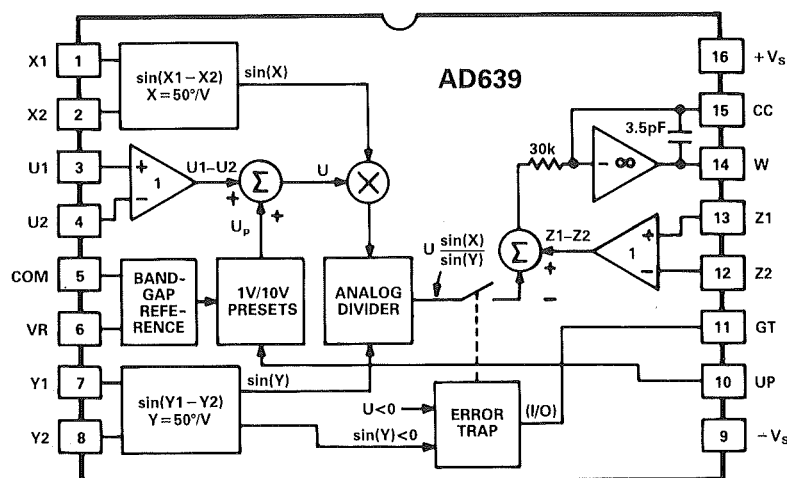 AD639
X1 1
X2 2
U1 3
U2 4
COM 5
VR 6
Y1 7
Y2 8
16 +Vs
15 CC
14 W
13 Z1
12 Z2
11 GT
10 UP
9 −Vs
sin(X1−X2)
X = 50°/V
sin(X)
+
−
1
U1−U2
+
Σ
+
Up
U
×
BAND-
GAP
REFE-
RENCE
1V/10V
PRESETS
ANALOG
DIVIDER
U sin(X)
sin(Y)
sin(Y1−Y2)
Y = 50°/V
sin(Y)
sin(Y)<0
U<0
ERROR
TRAP
(I/O)
30k
3.5pF
− ∞
Σ
+
−
Z1−Z2
1
+
−